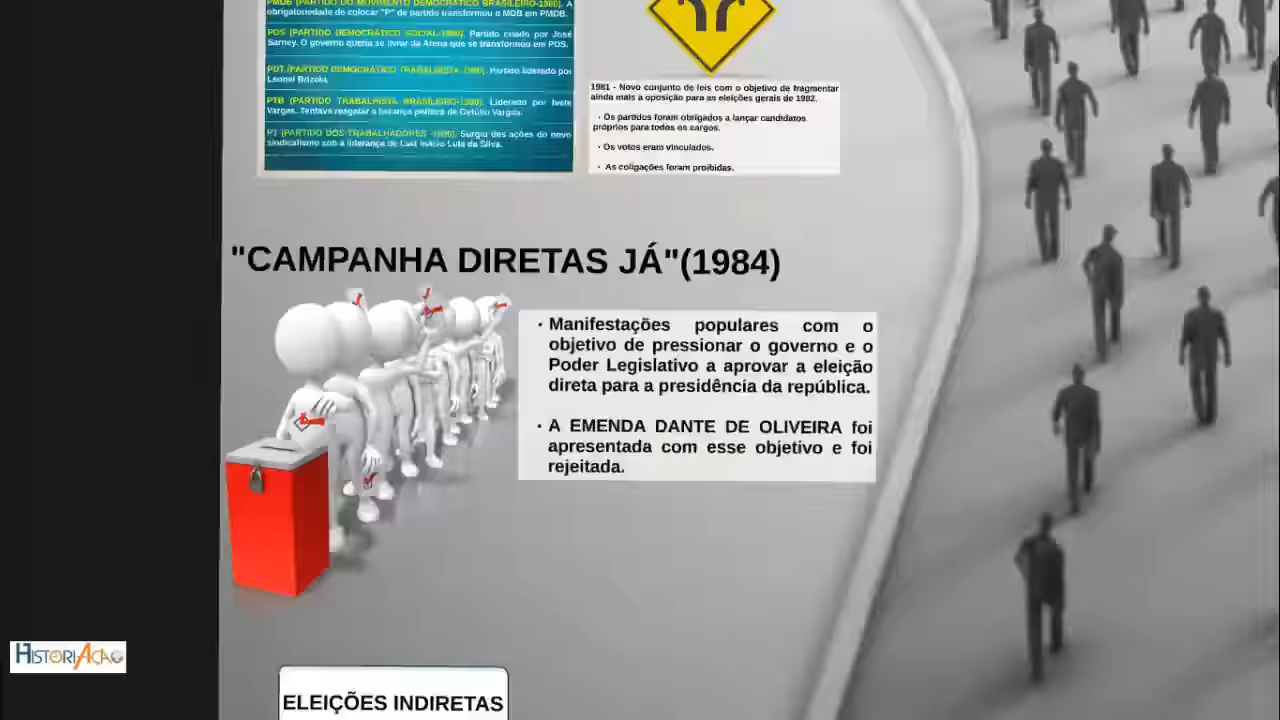 PMDB (PARTIDO DO MOVIMENTO DEMOCRÁTICO BRASILEIRO-1980). A
obrigatoriedade de colocar "P" de partido transformou o MDB em PMDB.
PDS (PARTIDO DEMOCRÁTICO SOCIAL-1980). Partido criado por José
Sarney. O governo queria se livrar da Arena que se transformou em PDS.
PDT (PARTIDO DEMOCRÁTICO TRABALHISTA -1980). Partido liderado por
Leonel Brizola.
PTB (PARTIDO TRABALHISTA BRASILEIRO-1980). Liderado por Ivete
Vargas. Tentava resgatar a herança política de Getúlio Vargas.
PT (PARTIDO DOS TRABALHADORES -1980). Surgiu das ações do novo
sindicalismo sob a liderança de Luiz Inácio Lula da Silva.
1981 - Novo conjunto de leis com o objetivo de fragmentar
ainda mais a oposição para as eleições gerais de 1982.
· Os partidos foram obrigados a lançar candidatos
próprios para todos os cargos.
· Os votos eram vinculados.
· As coligações foram proibidas.
"CAMPANHA DIRETAS JÁ"(1984)
· Manifestações populares com o
objetivo de pressionar o governo e o
Poder Legislativo a aprovar a eleição
direta para a presidência da república.
· A EMENDA DANTE DE OLIVEIRA foi
apresentada com esse objetivo e foi
rejeitada.
HISTORIAÇÃO
ELEIÇÕES INDIRETAS